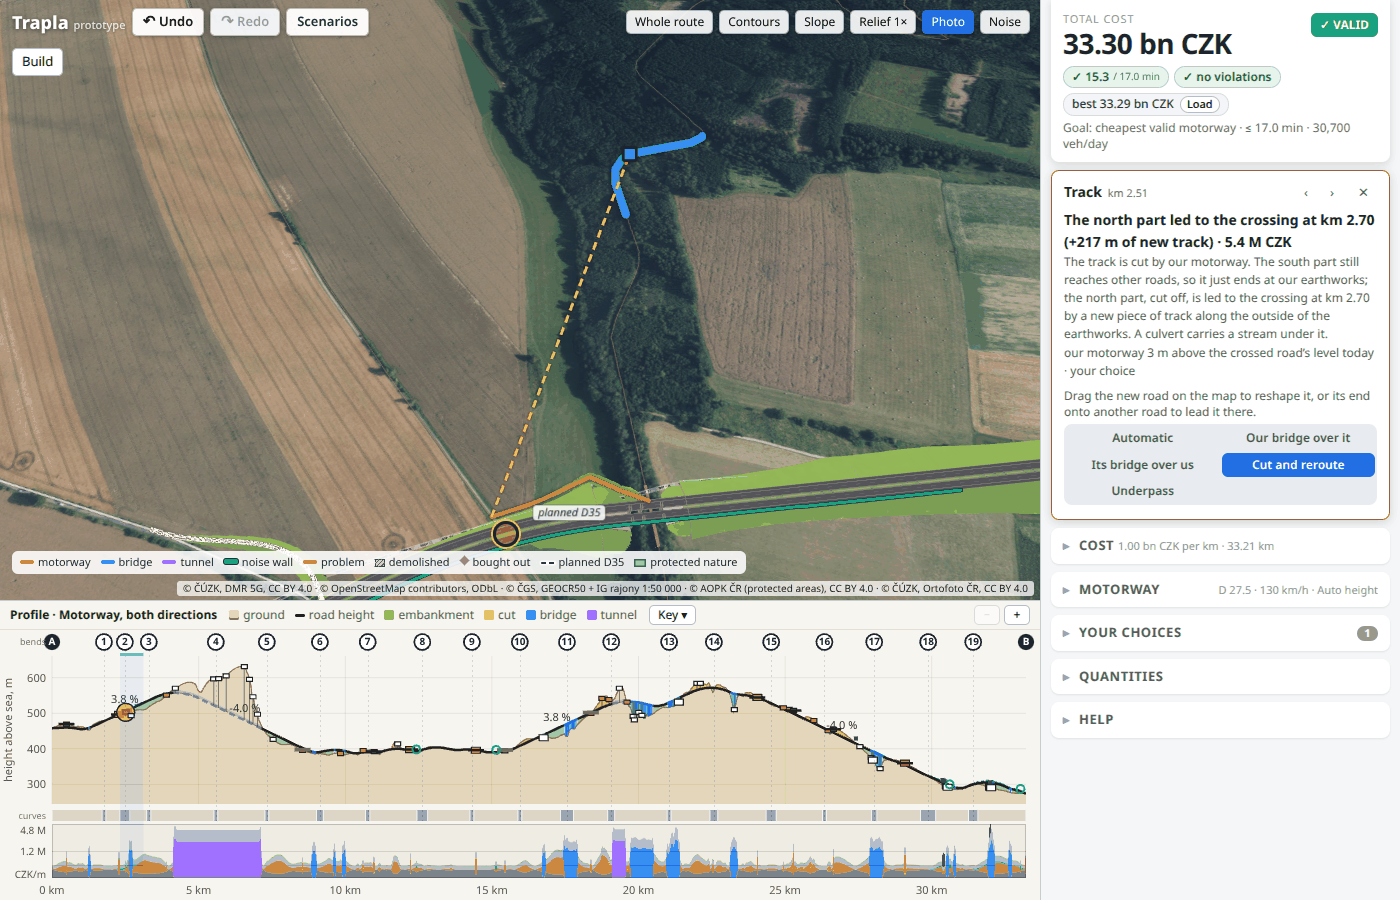 Trapla prototype
↶ Undo
↷ Redo
Scenarios
Whole route
Contours
Slope
Relief 1×
Photo
Noise
Build
planned D35
motorway
bridge
tunnel
noise wall
problem
demolished
bought out
planned D35
protected nature
© ČÚZK, DMR 5G, CC BY 4.0 · © OpenStreetMap contributors, ODbL · © ČGS, GEOCR50 + IG rajony 1:50 000 · © AOPK ČR (protected areas), CC BY 4.0 · © ČÚZK, Ortofoto ČR, CC BY 4.0
TOTAL COST
33.30 bn CZK
✓ VALID
✓ 15.3 / 17.0 min
✓ no violations
best 33.29 bn CZK Load
Goal: cheapest valid motorway · ≤ 17.0 min · 30,700
veh/day
Track km 2.51
‹ › ✕
The north part led to the crossing at km 2.70
(+217 m of new track) · 5.4 M CZK
The track is cut by our motorway. The south part still
reaches other roads, so it just ends at our earthworks;
the north part, cut off, is led to the crossing at km 2.70
by a new piece of track along the outside of the
earthworks. A culvert carries a stream under it.
our motorway 3 m above the crossed road's level today
· your choice
Drag the new road on the map to reshape it, or its end
onto another road to lead it there.
Automatic
Our bridge over it
Its bridge over us
Cut and reroute
Underpass
▶ COST 1.00 bn CZK per km · 33.21 km
▶ MOTORWAY D 27.5 · 130 km/h · Auto height
▶ YOUR CHOICES 1
▶ QUANTITIES
▶ HELP
Profile · Motorway, both directions
ground
road height
embankment
cut
bridge
tunnel
Key ▾
− +
bends A 1 2 3 4 5 6 7 8 9 10 11 12 13 14 15 16 17 18 19 B
height above sea, m
600
500
400
300
3.8 %
-4.0 %
3.8 %
-4.0 %
curves
4.8 M
1.2 M
CZK/m
0 km 5 km 10 km 15 km 20 km 25 km 30 km